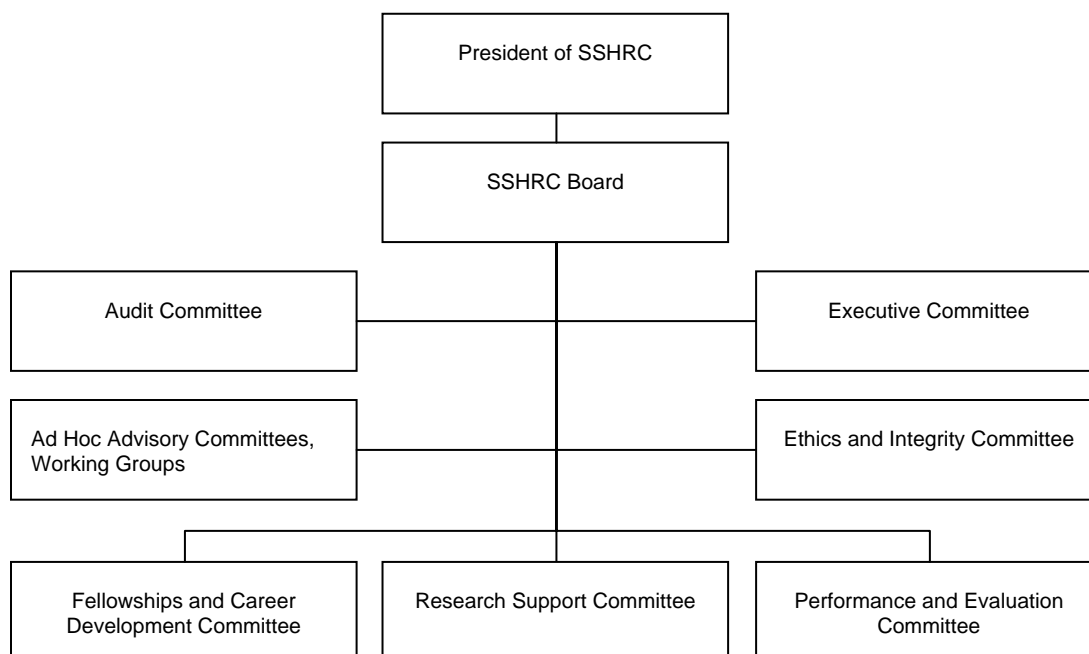 President of SSHRC
SSHRC Board
Audit Committee
Executive Committee
Ad Hoc Advisory Committees,
Working Groups
Ethics and Integrity Committee
Fellowships and Career
Development Committee
Research Support Committee
Performance and Evaluation
Committee